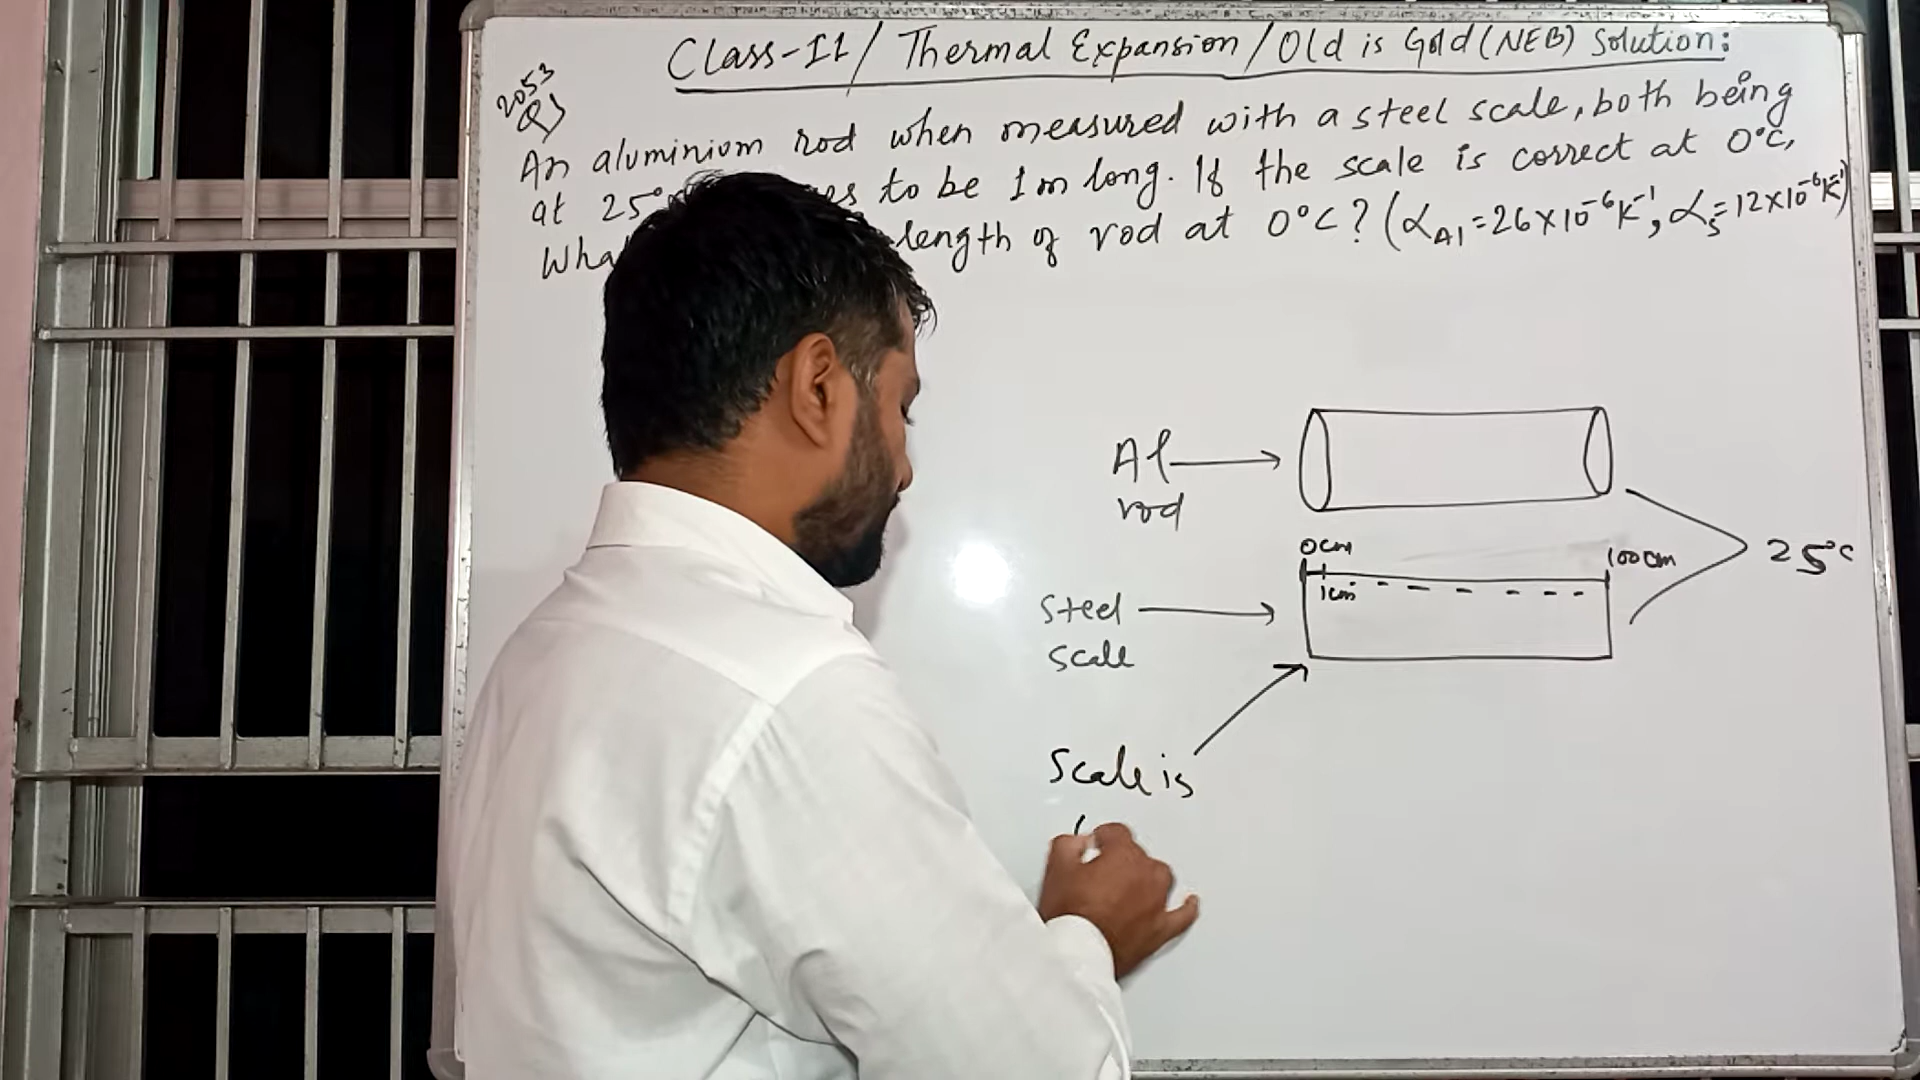 Class-11/ Thermal Expansion/Old is Gold (NEB) Solution:
2053
Q)
An aluminium rod when measured with a steel scale, both being
at 25° to be 1m long. If the scale is correct at 0°C,
length of rod at 0°C? (αAl=26×10⁻⁶K⁻¹, αs=12×10⁻⁶K⁻¹)
Al
rod
0cm
100cm
25°C
1cm
Steel
scale
Scale is